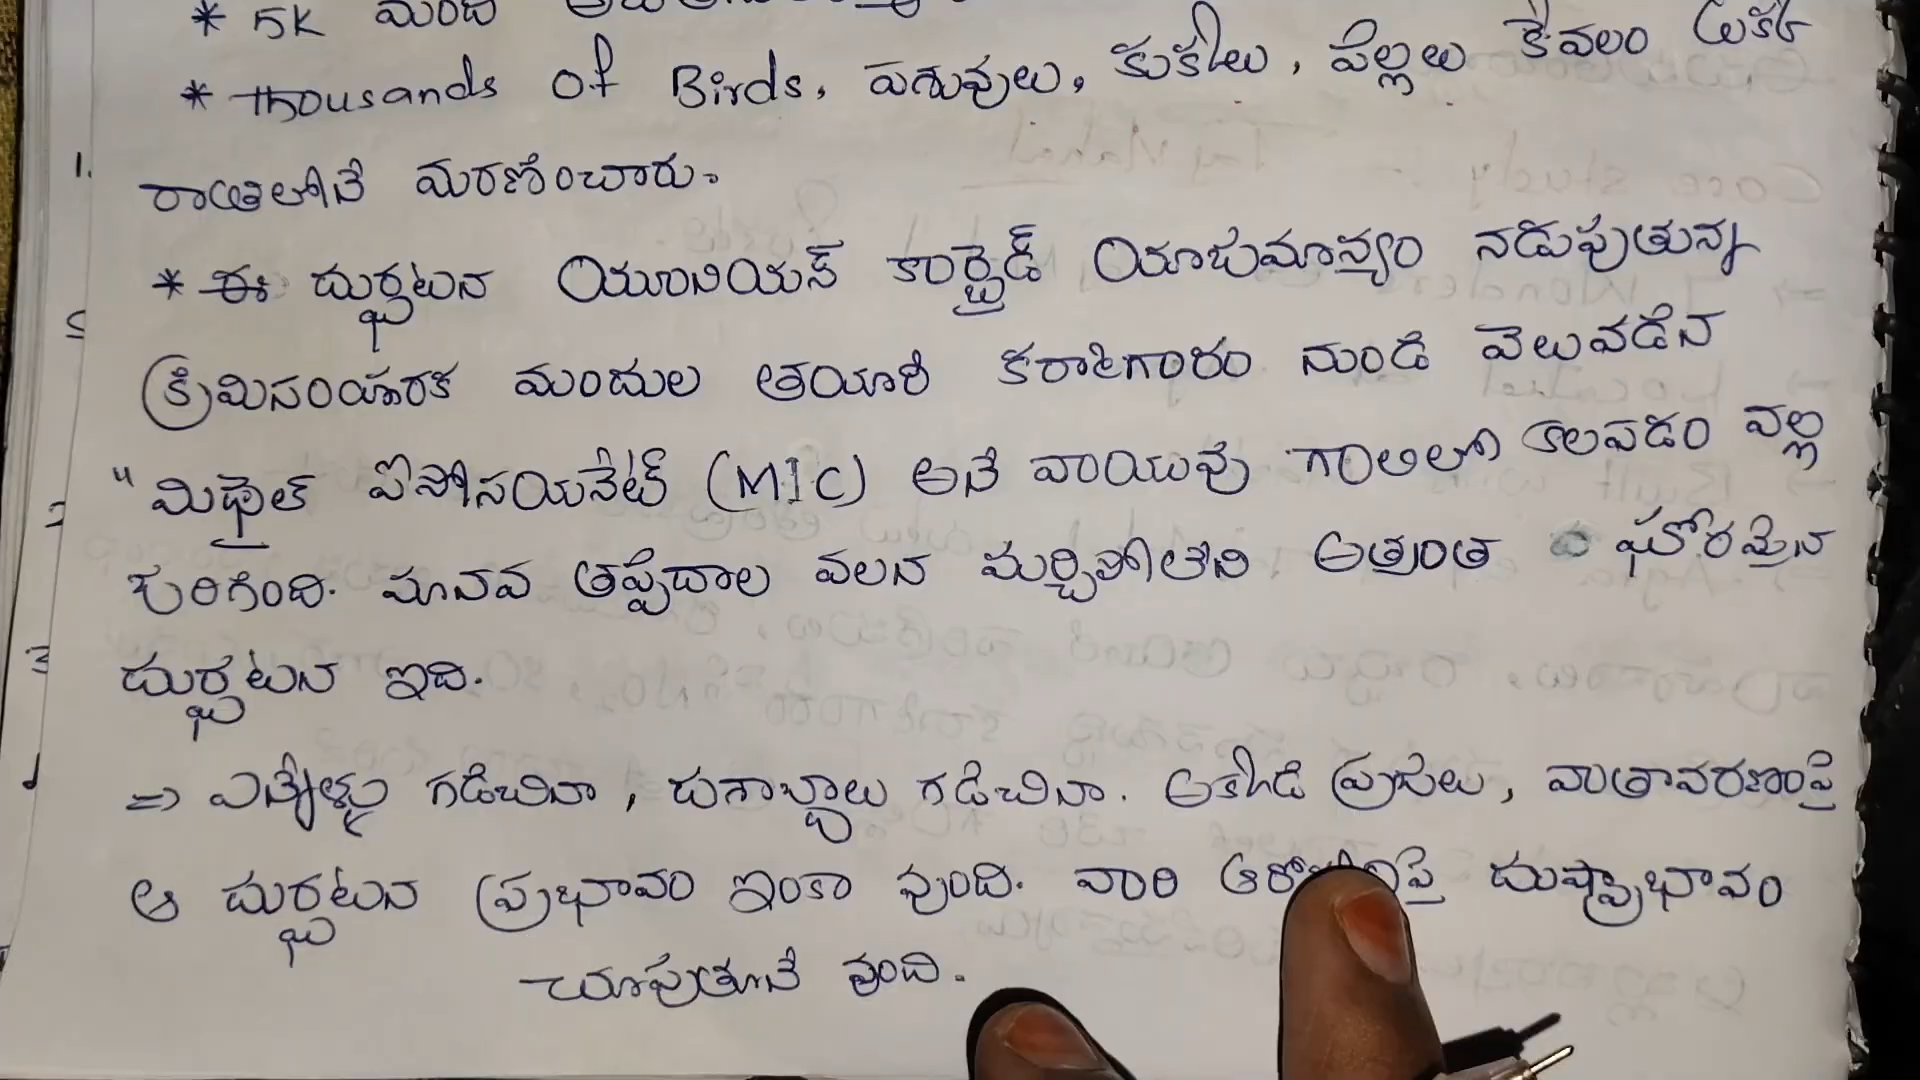 * 5K మంది
* thousands of Birds, పశువులు, కుక్కలు, పిల్లులు కేవలం ఒక్క
రాత్రిలోనే మరణించారు.
* ఈ దుర్ఘటన యూనియన్ కార్బైడ్ యాజమాన్యం నడుపుతున్న
క్రిమిసంహారక మందుల తయారీ కర్మాగారం నుండి వెలువడిన
"మిథైల్ ఐసోసయనేట్ (MIC) అనే వాయువు గాలిలో కలవడం వల్ల
జరిగింది. మానవ తప్పిదాల వలన మర్చిపోలేని అత్యంత ఘోరమైన
దుర్ఘటన ఇది.
⇒ ఎన్నేళ్ళు గడిచినా, దశాబ్దాలు గడిచినా. అక్కడి ప్రజలు, వాతావరణంపై
ఆ దుర్ఘటన ప్రభావం ఇంకా వుంది. వారి దుష్ప్రభావం
చూపుతూనే వుంది.